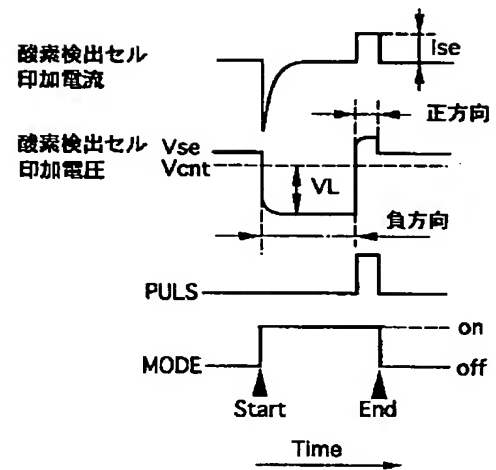 酸素検出セル
印加電流
Ise
正方向
酸素検出セル
印加電圧
Vse
Vcnt
VL
負方向
PULS
on
MODE
off
Start
End
Time